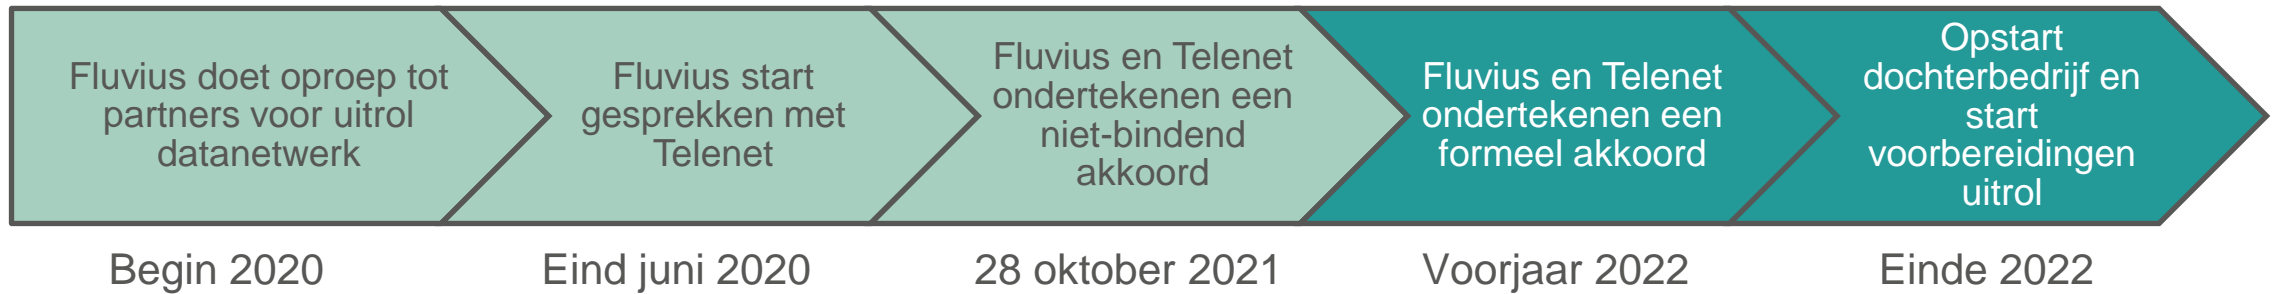 Fluvius doet oproep tot
partners voor uitrol
datanetwerk
Fluvius start
gesprekken met
Telenet
Fluvius en Telenet
ondertekenen een
niet-bindend
akkoord
Fluvius en Telenet
ondertekenen een
formeel akkoord
Opstart
dochterbedrijf en
start
voorbereidingen
uitrol
Begin 2020
Eind juni 2020
28 oktober 2021
Voorjaar 2022
Einde 2022